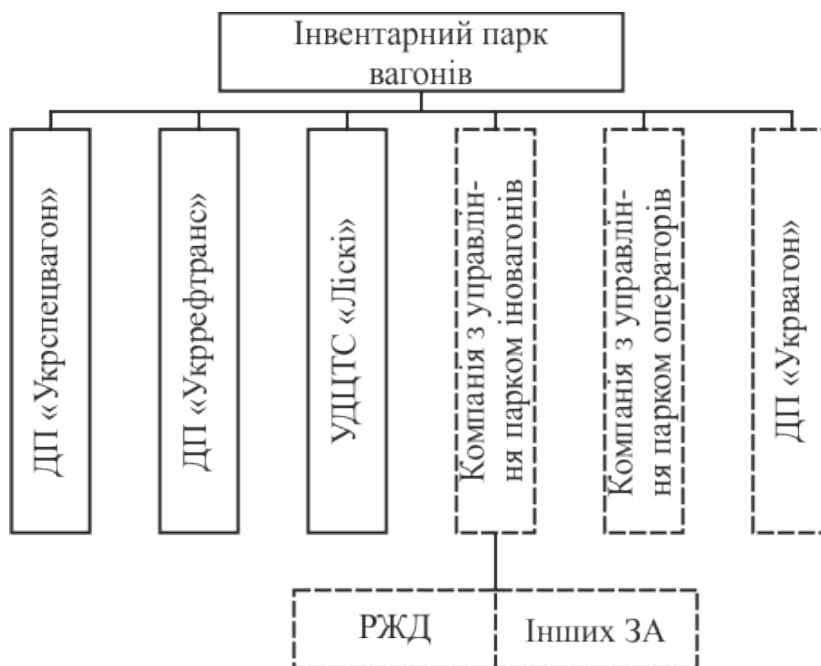 Інвентарний парк
вагонів
ДП «Укрспецвагон»
ДП «Укррефтранс»
УДЦТС «Ліскі»
Компанія з управлін-
ня парком іновагонів
Компанія з управлін-
ня парком операторів
ДП «Укрвагон»
РЖД
Інших ЗА